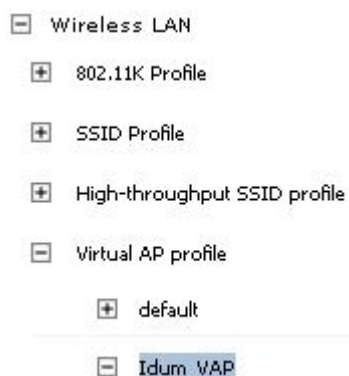 Wireless LAN
802.11K Profile
SSID Profile
High-throughput SSID profile
Virtual AP profile
default
Idum_VAP